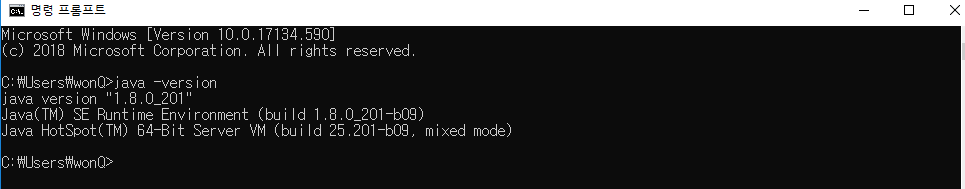 명령 프롬프트
Microsoft Windows [Version 10.0.17134.590]
(c) 2018 Microsoft Corporation. All rights reserved.
C:₩Users₩won0>java -version
java version "1.8.0_201"
Java(TM) SE Runtime Environment (build 1.8.0_201-b09)
Java HotSpot(TM) 64-Bit Server VM (build 25.201-b09, mixed mode)
C:₩Users₩won0>